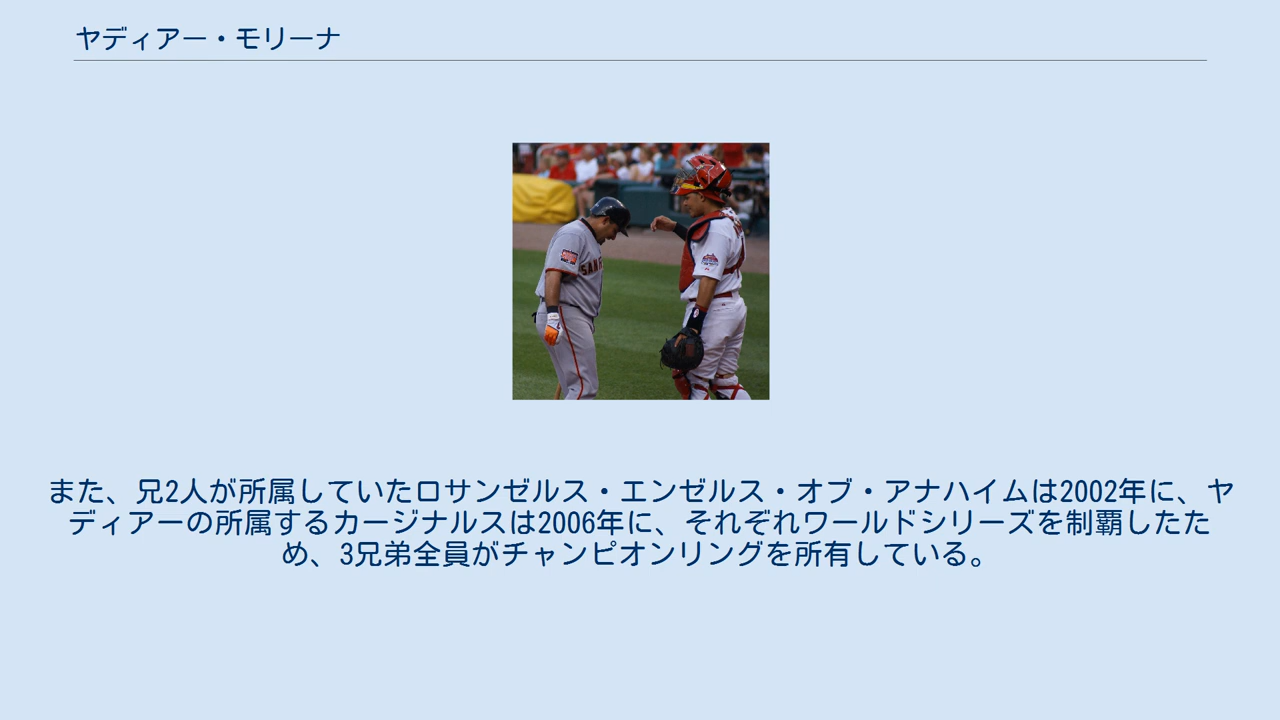 ヤディアー・モリーナ
SAN F
また、兄2人が所属していたロサンゼルス・エンゼルス・オブ・アナハイムは2002年に、ヤ
ディアーの所属するカージナルスは2006年に、それぞれワールドシリーズを制覇したた
め、3兄弟全員がチャンピオンリングを所有している。